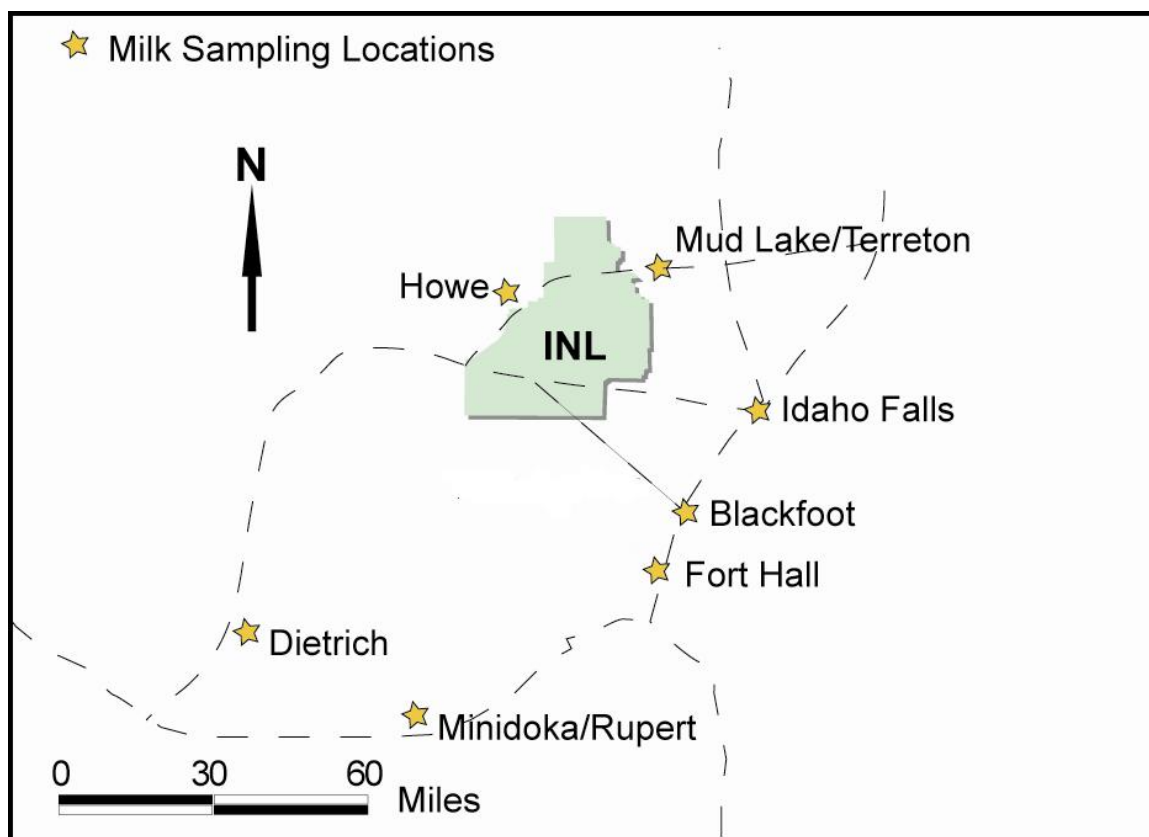 Milk Sampling Locations
N
Mud Lake/Terreton
Howe
INL
Idaho Falls
Blackfoot
Fort Hall
Dietrich
Minidoka/Rupert
0 30 60
Miles